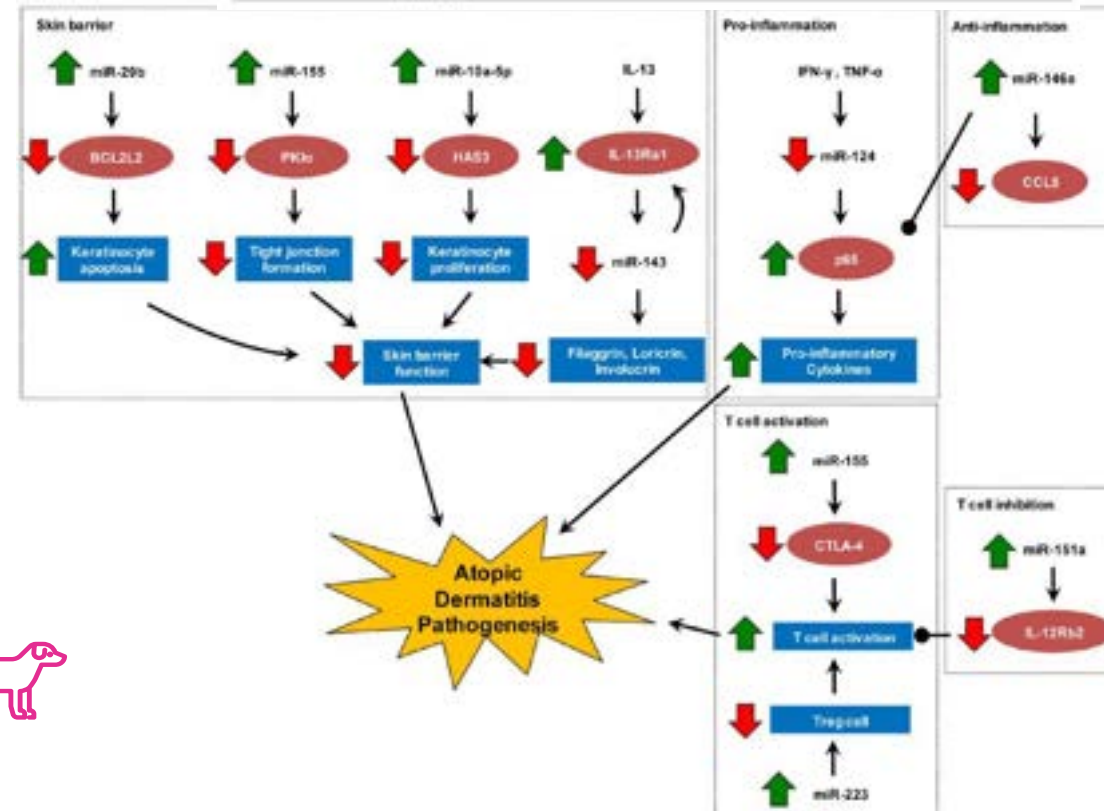 Skin barrier
miR-29b
miR-155
miR-10a-5p
IL-13
BCL2L2
PKIα
HAS3
IL-13Ra1
Keratinocyte
apoptosis
Tight junction
formation
Keratinocyte
proliferation
miR-143
Skin barrier
function
Filaggrin, Loricrin,
Involucrin
Pro-inflammation
IFN-γ, TNF-α
miR-124
p65
Pro-inflammatory
Cytokines
Anti-inflammation
miR-146a
CCL5
T cell activation
miR-155
CTLA-4
T cell activation
Treg cell
miR-223
T cell inhibition
miR-151a
IL-12Rb2
Atopic
Dermatitis
Pathogenesis